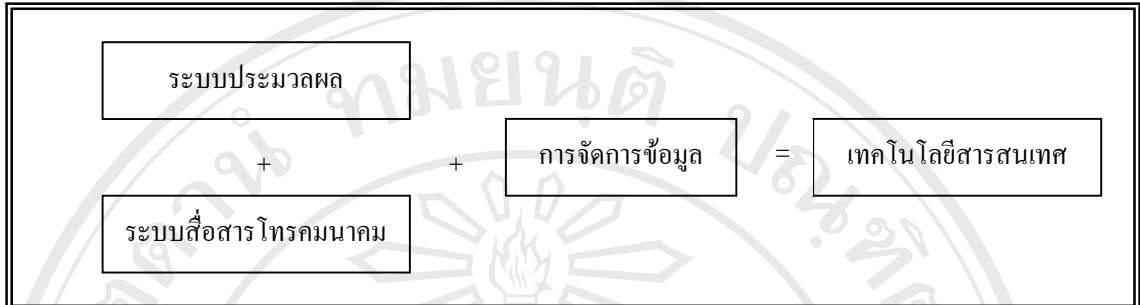 ระบบประมวลผล
+ + การจัดการข้อมูล = เทคโนโลยีสารสนเทศ
ระบบสื่อสารโทรคมนาคม